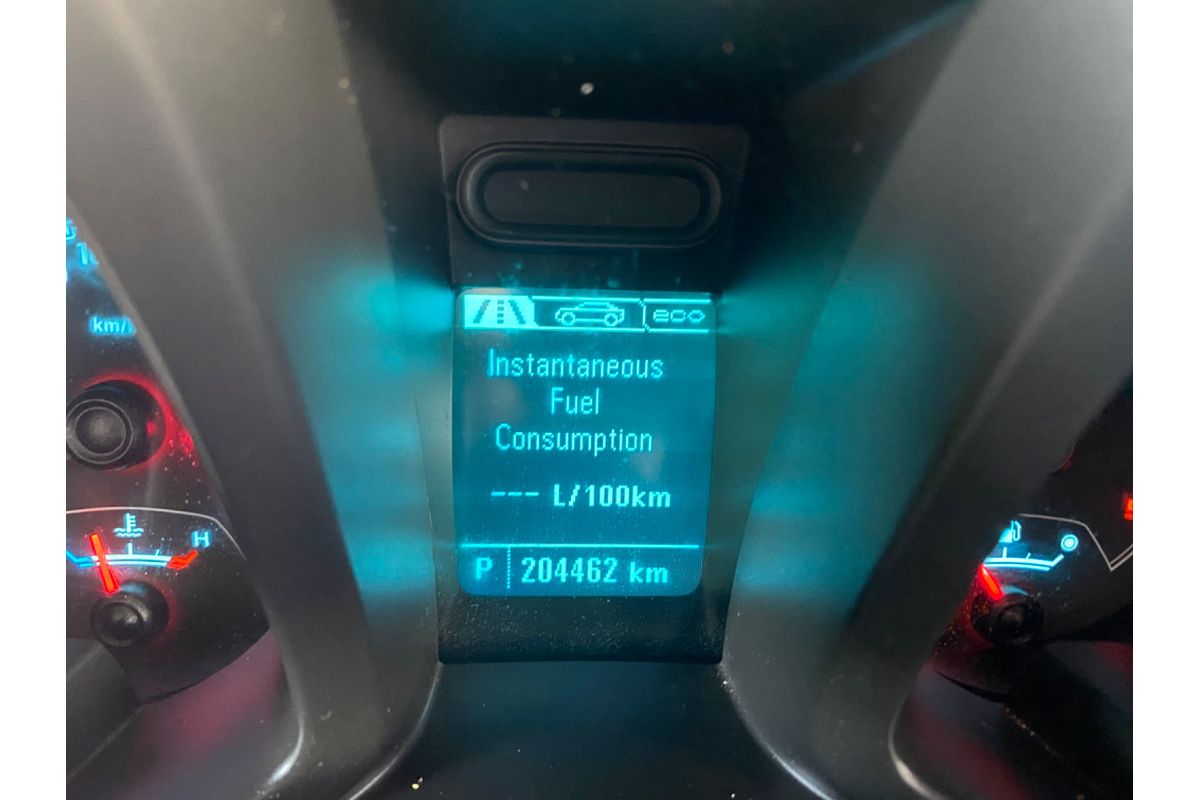 eco
Instantaneous
Fuel
Consumption
--- L/100km
P 204462 km
H